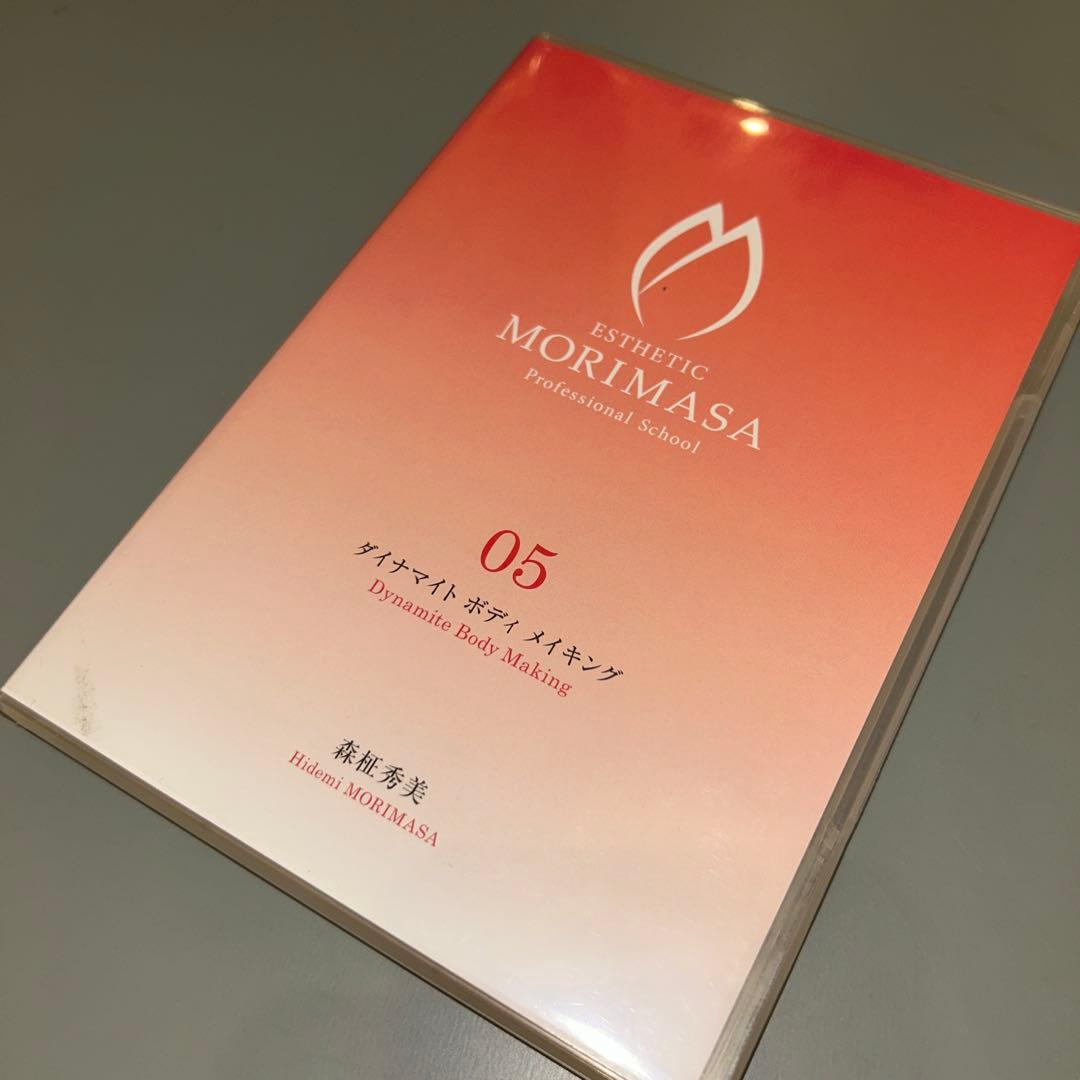 ESTHETIC
MORIMASA
Professional School
05
ダイナマイト ボディ メイキング
Dynamite Body Making
森柾秀美
Hidemi MORIMASA